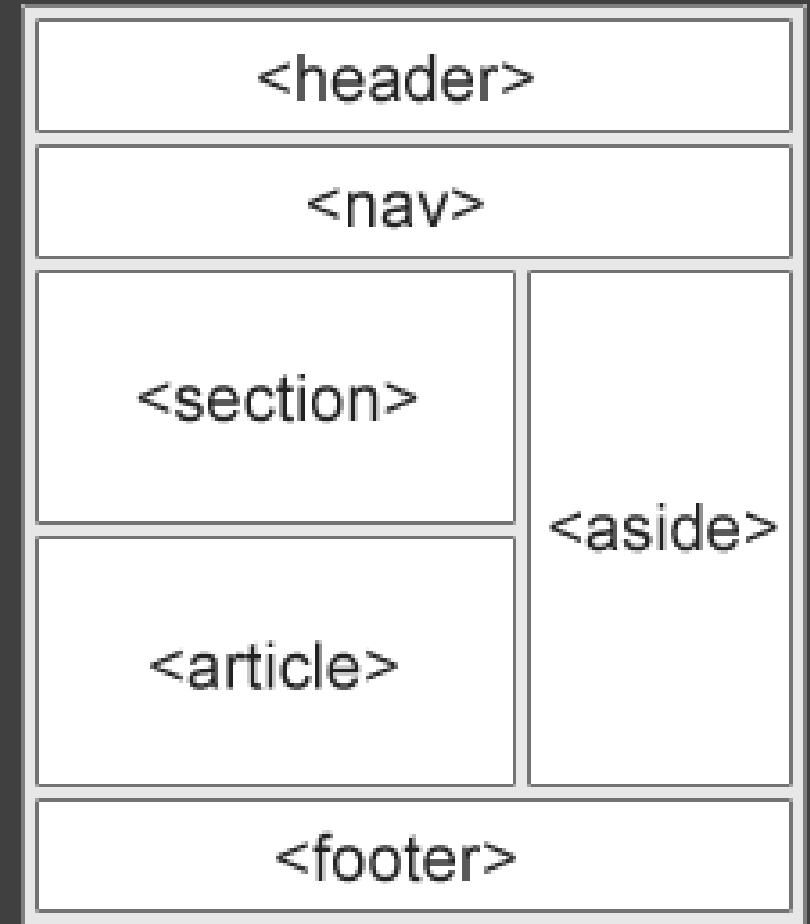 <header>
<nav>
<section>
<aside>
<article>
<footer>